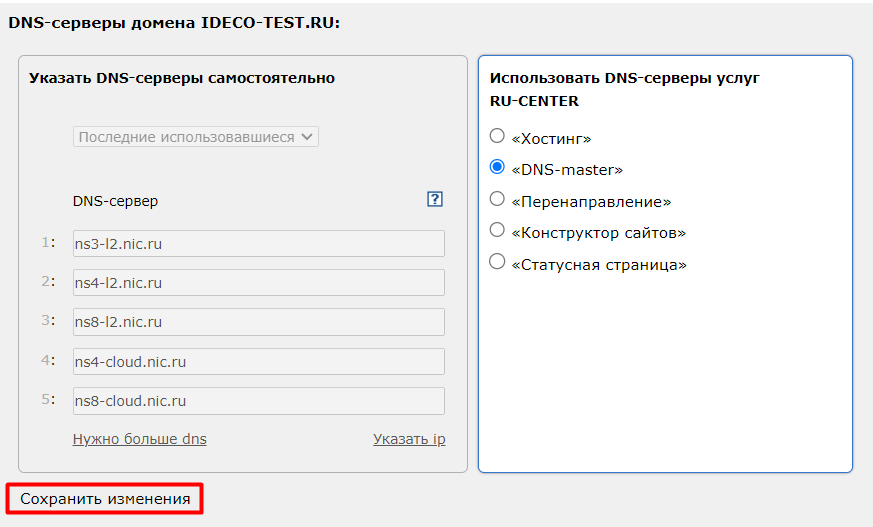 DNS-серверы домена IDECO-TEST.RU:
Указать DNS-серверы самостоятельно
Последние использовавшиеся
DNS-сервер
?
1: ns3-l2.nic.ru
2: ns4-l2.nic.ru
3: ns8-l2.nic.ru
4: ns4-cloud.nic.ru
5: ns8-cloud.nic.ru
Нужно больше dns Указать ip
Использовать DNS-серверы услуг
RU-CENTER
«Хостинг»
«DNS-master»
«Перенаправление»
«Конструктор сайтов»
«Статусная страница»
Сохранить изменения